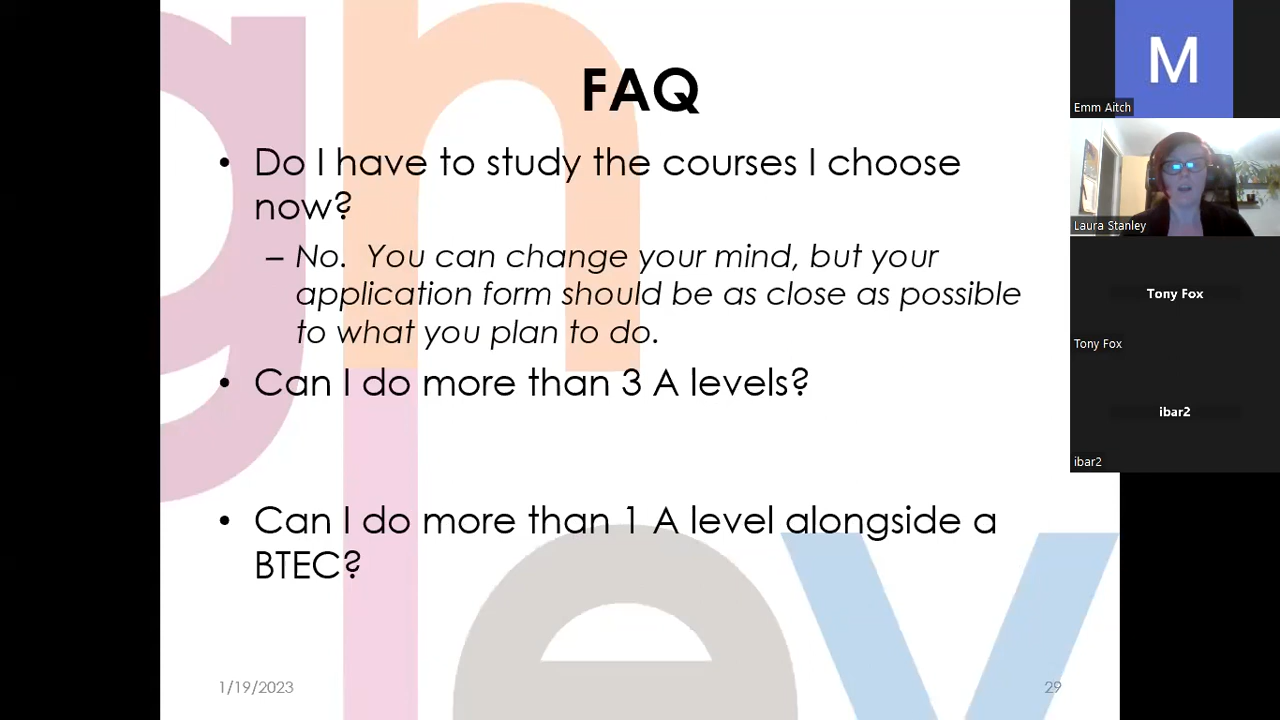 FAQ
• Do I have to study the courses I choose
now?
– No. You can change your mind, but your
application form should be as close as possible
to what you plan to do.
• Can I do more than 3 A levels?
• Can I do more than 1 A level alongside a
BTEC?
1/19/2023
29
M
Emm Aitch
Laura Stanley
Tony Fox
Tony Fox
ibar2
ibar2
gh
lev